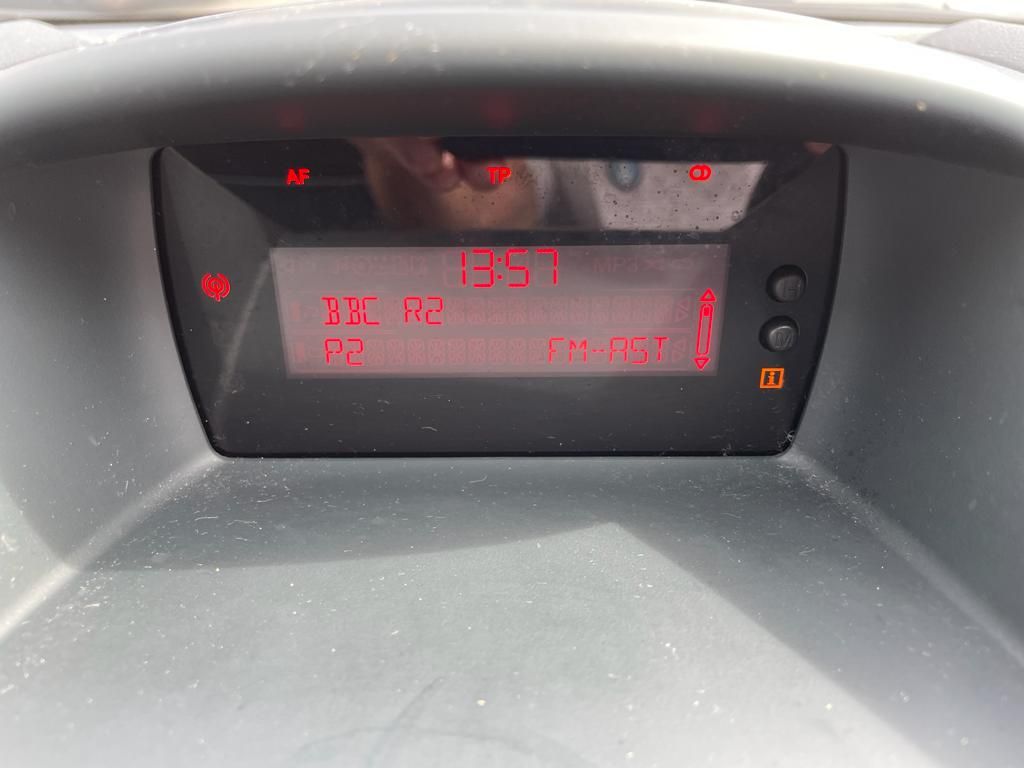 AF TP
13:57
BBC R2
P2 FM-AST
H
M
i